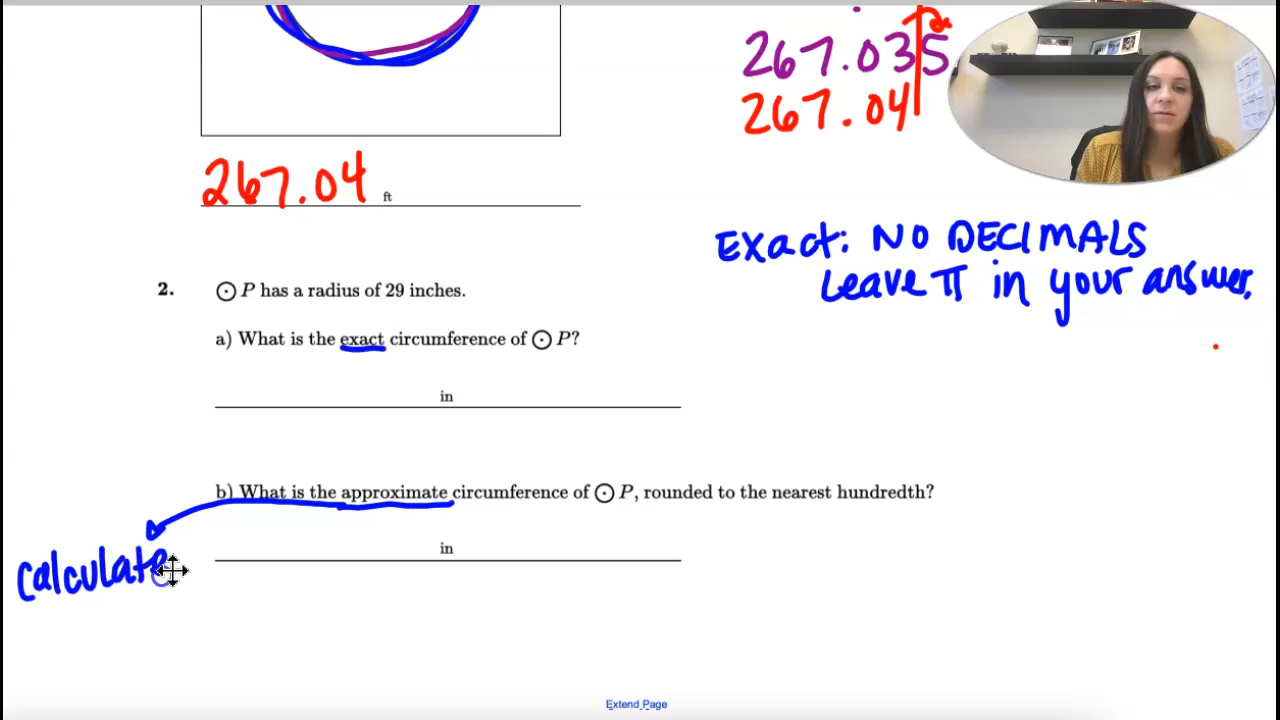 267.035
267.04
267.04 ft
Exact: NO DECIMALS
Leave π in your answer.
2. ⊙ P has a radius of 29 inches.
a) What is the exact circumference of ⊙ P?
in
b) What is the approximate circumference of ⊙ P, rounded to the nearest hundredth?
in
calculate
Extend Page